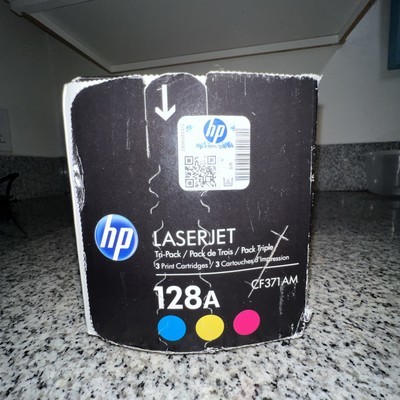 hp
hp
LASERJET
Tri-Pack / Pack de Trois / Pack Triple
3 Print Cartridges / 3 Cartouches d'Impression
CF371AM
128A